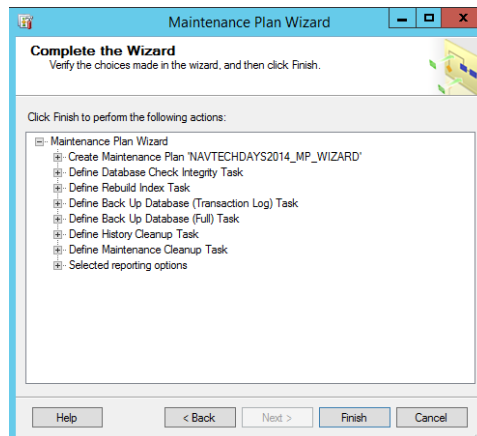 Maintenance Plan Wizard
Complete the Wizard
Verify the choices made in the wizard, and then click Finish.
Click Finish to perform the following actions:
Maintenance Plan Wizard
Create Maintenance Plan 'NAVTECHDAYS2014_MP_WIZARD'
Define Database Check Integrity Task
Define Rebuild Index Task
Define Back Up Database (Transaction Log) Task
Define Back Up Database (Full) Task
Define History Cleanup Task
Define Maintenance Cleanup Task
Selected reporting options
Help < Back Next > Finish Cancel